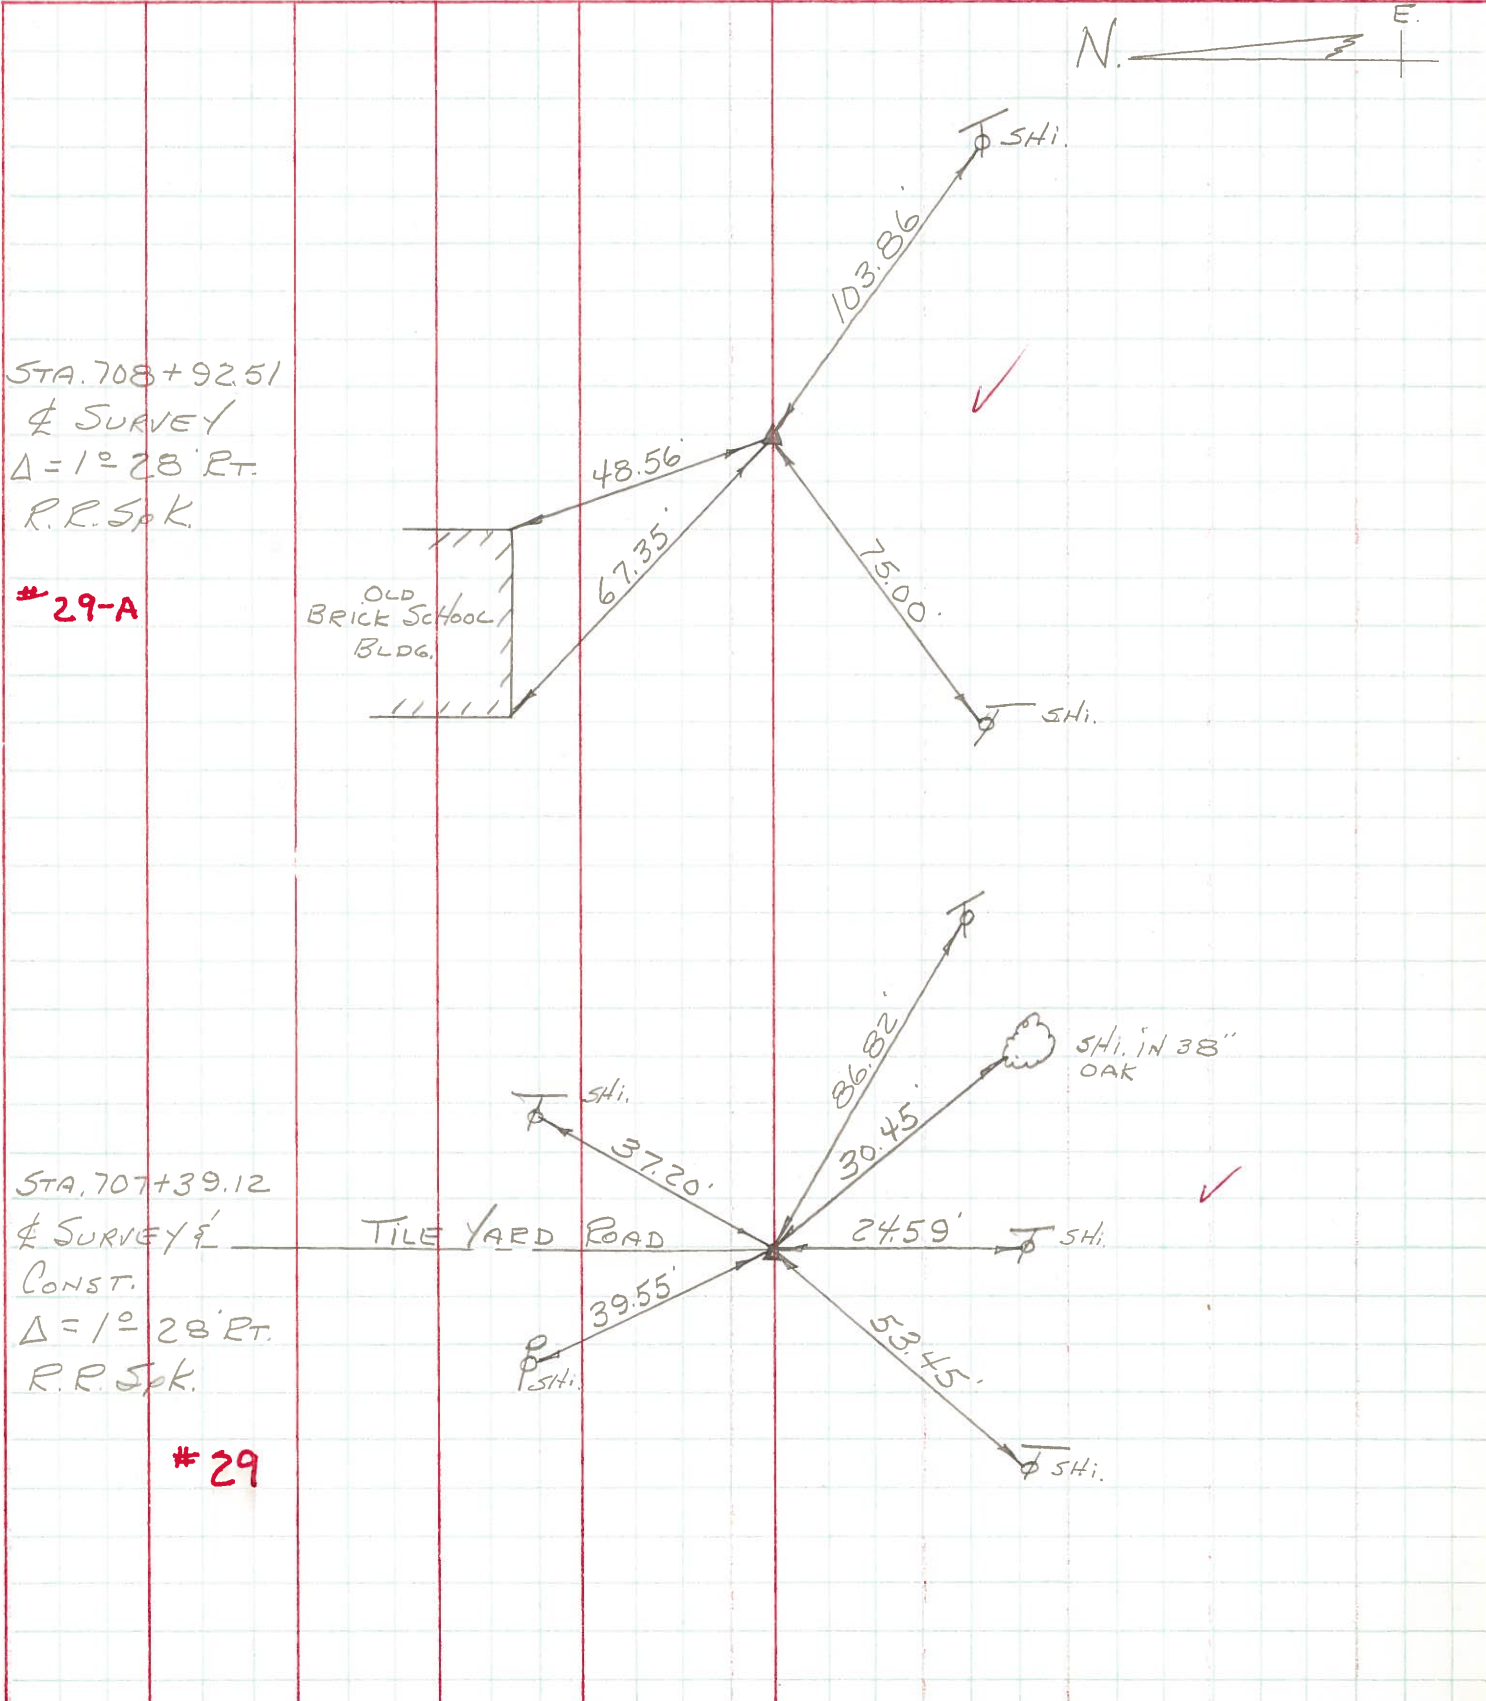 N.
E.
SHi.
103.86'
STA. 708+92.51
℄ SURVEY
Δ = 1° 28' RT.
R.R. SpK.
48.56'
67.35'
75.00'
#29-A
OLD
BRICK SCHOOL
BLDG.
SHi.
86.82'
SHi. iN 38"
OAK
30.45'
SHi.
37.20'
STA. 707+39.12
℄ SURVEY &
CONST.
Δ = 1° 28' RT.
R.R. SpK.
TiLE YARD ROAD
24.59'
SHi.
39.55'
SHi.
53.45'
SHi.
#29